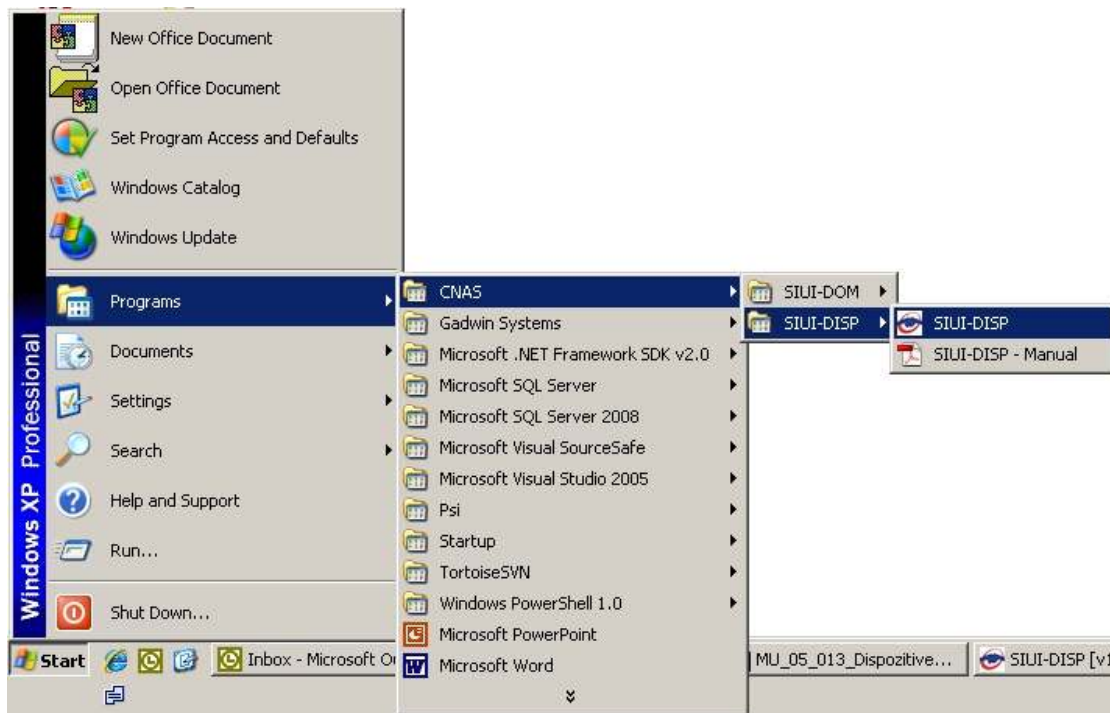 New Office Document
Open Office Document
Set Program Access and Defaults
Windows Catalog
Windows Update
Programs
Documents
Settings
Search
Help and Support
Run...
Shut Down...
Windows XP Professional
CNAS
Gadwin Systems
Microsoft .NET Framework SDK v2.0
Microsoft SQL Server
Microsoft SQL Server 2008
Microsoft Visual SourceSafe
Microsoft Visual Studio 2005
Psi
Startup
TortoiseSVN
Windows PowerShell 1.0
Microsoft PowerPoint
Microsoft Word
SIUI-DOM
SIUI-DISP
SIUI-DISP
SIUI-DISP - Manual
Start
Inbox - Microsoft O
MU_05_013_Dispozitive...
SIUI-DISP [v1